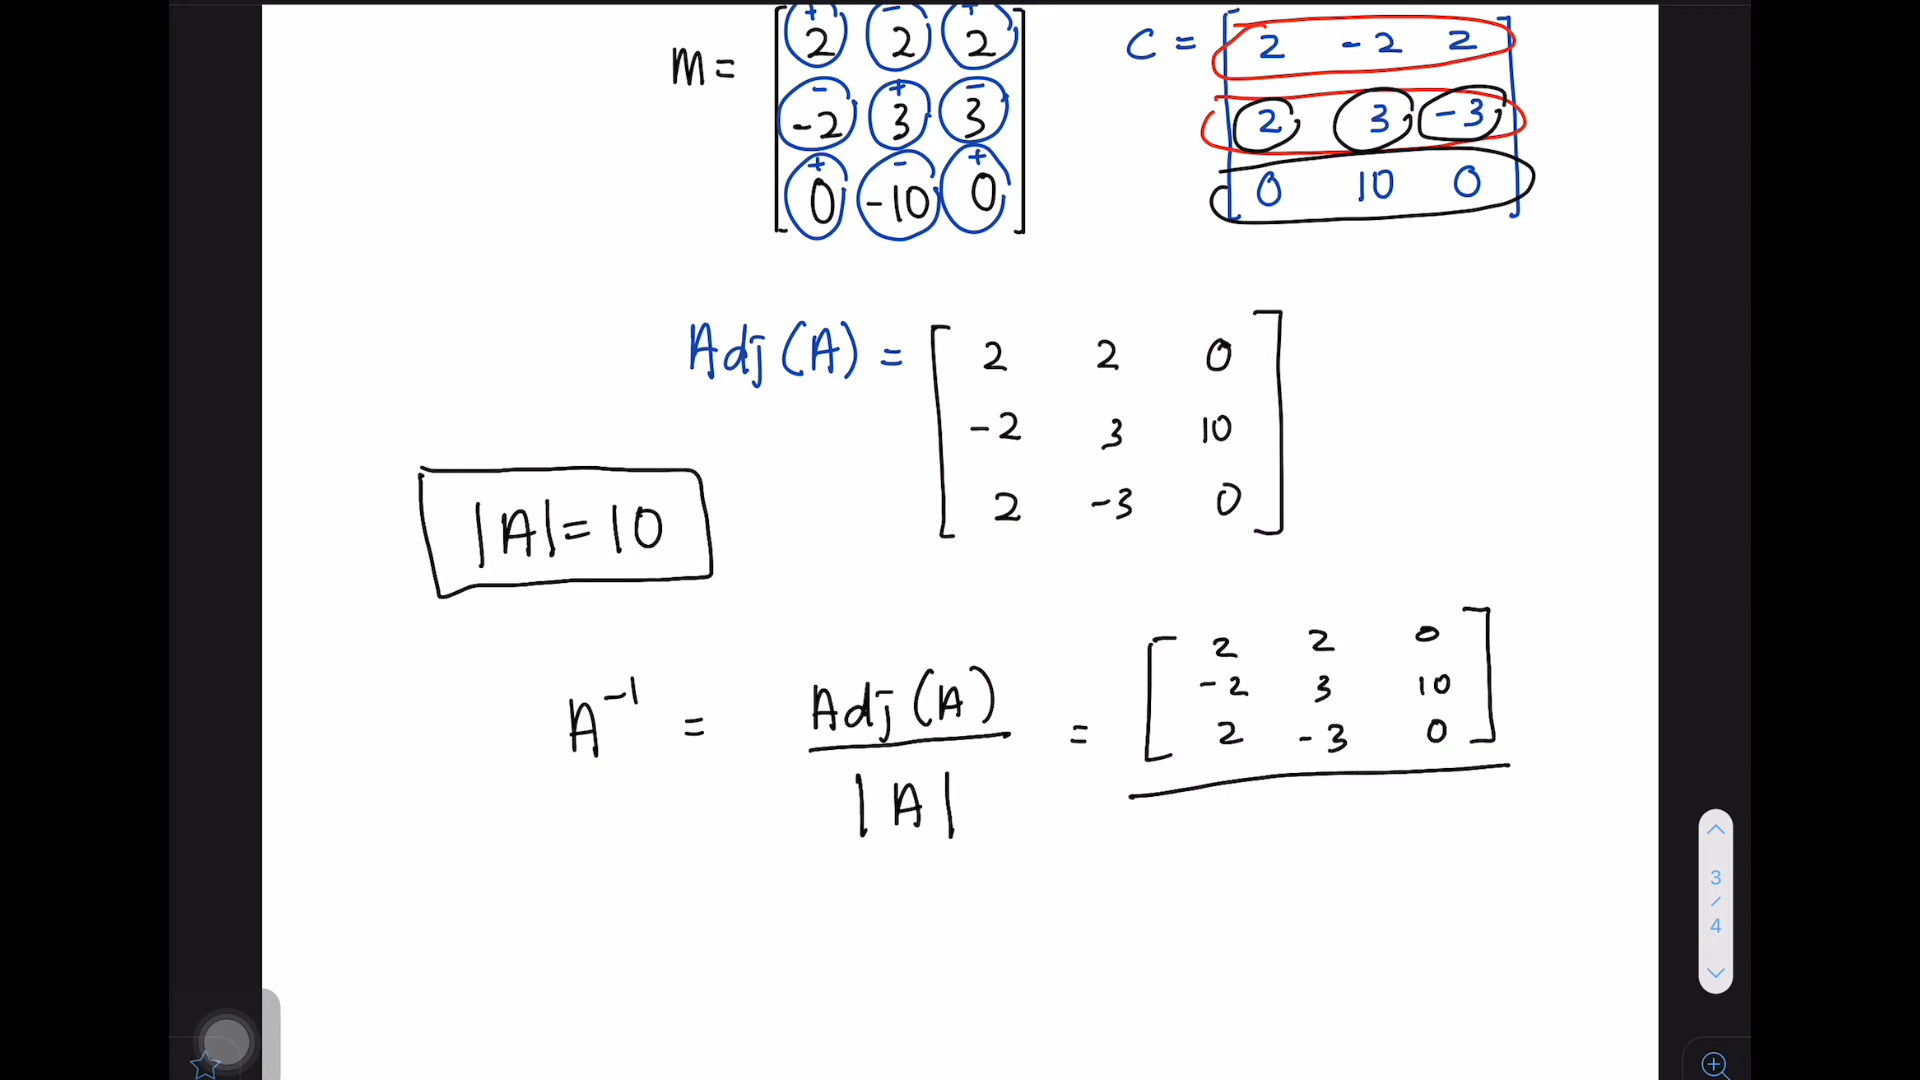 M = [ + 2 - 2 + 2
- -2 + 3 - 3
+ 0 - -10 + 0 ]
C = [ 2 -2 2
2 3 -3
0 10 0 ]
Adj(A) = [ 2 2 0
-2 3 10
2 -3 0 ]
|A| = 10
A⁻¹ = Adj(A) / |A| = [ 2 2 0
-2 3 10
2 -3 0 ]
3
/
4